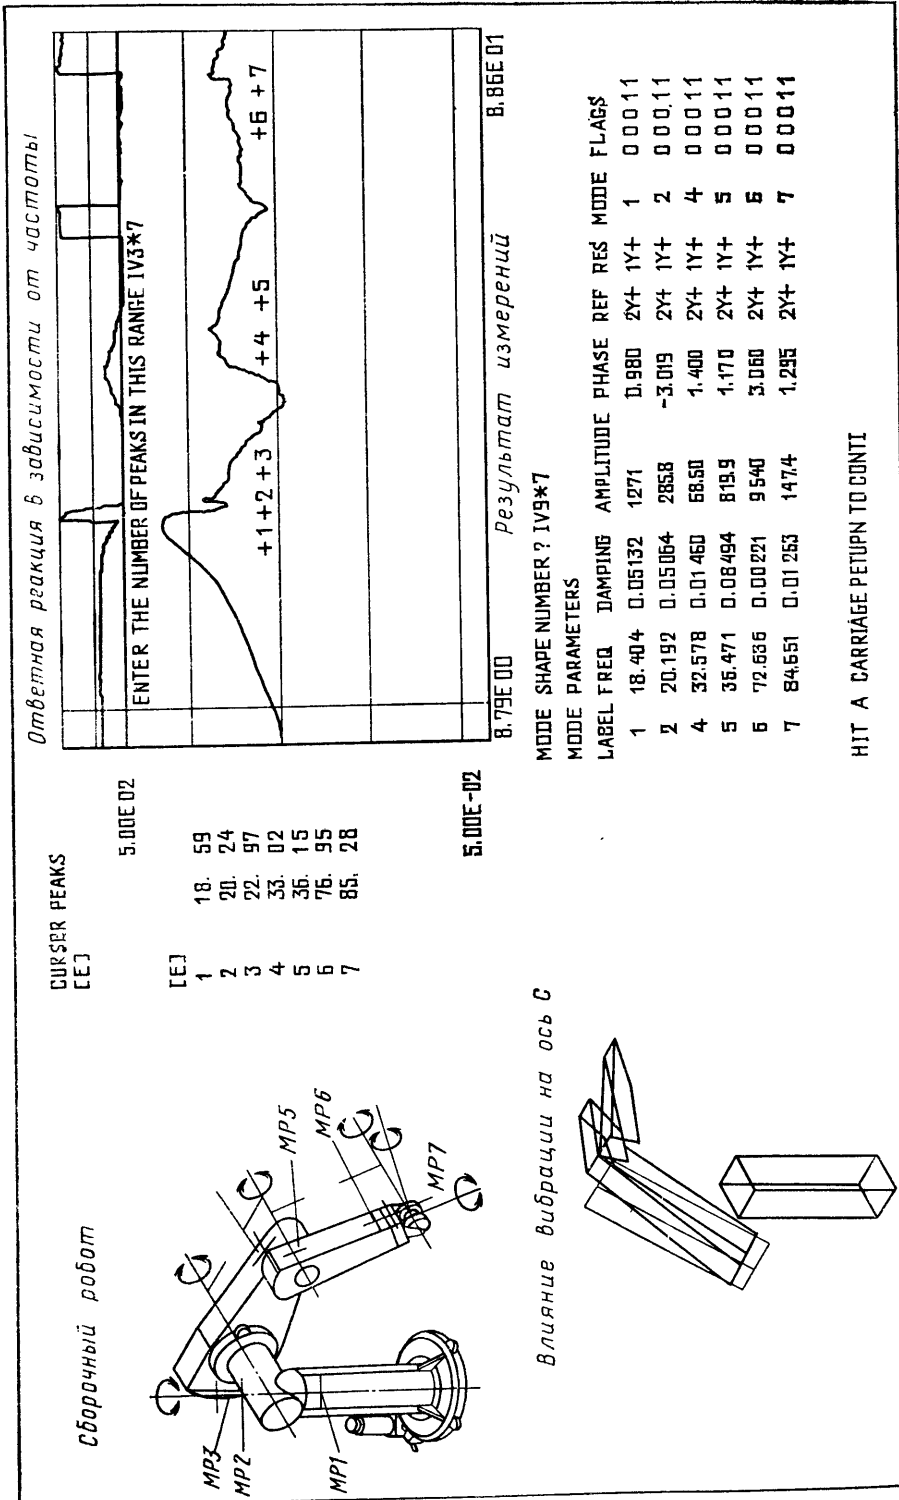 Сборочный робот
MP3
MP2
MP1
MP5
MP6
MP7
Влияние вибрации на ось С
CURSER PEAKS
[E]
[E]
1 18. 59
2 20. 24
3 22. 97
4 33. 02
5 36. 15
6 76. 95
7 85. 28
Ответная реакция в зависимости от частоты
5.00E 02
ENTER THE NUMBER OF PEAKS IN THIS RANGE IV3*7
+1+2+3 +4 +5 +6 +7
5.00E-02
8.79E 00 8.86E 01
Результат измерений
MODE SHAPE NUMBER? IV9*7
MODE PARAMETERS
LABEL FREQ DAMPING AMPLITUDE PHASE REF RES MODE FLAGS
1 18.404 0.05132 1271 0.980 2Y+ 1Y+ 1 00011
2 20.192 0.05064 285.8 -3.019 2Y+ 1Y+ 2 000.11
4 32.578 0.01460 68.50 1.400 2Y+ 1Y+ 4 00011
5 36.471 0.08494 819.9 1.170 2Y+ 1Y+ 5 00011
6 72.636 0.00221 9540 3.060 2Y+ 1Y+ 6 00011
7 84.651 0.01253 147.4 1.295 2Y+ 1Y+ 7 00011
HIT A CARRIAGE PETUPN TO CONTI